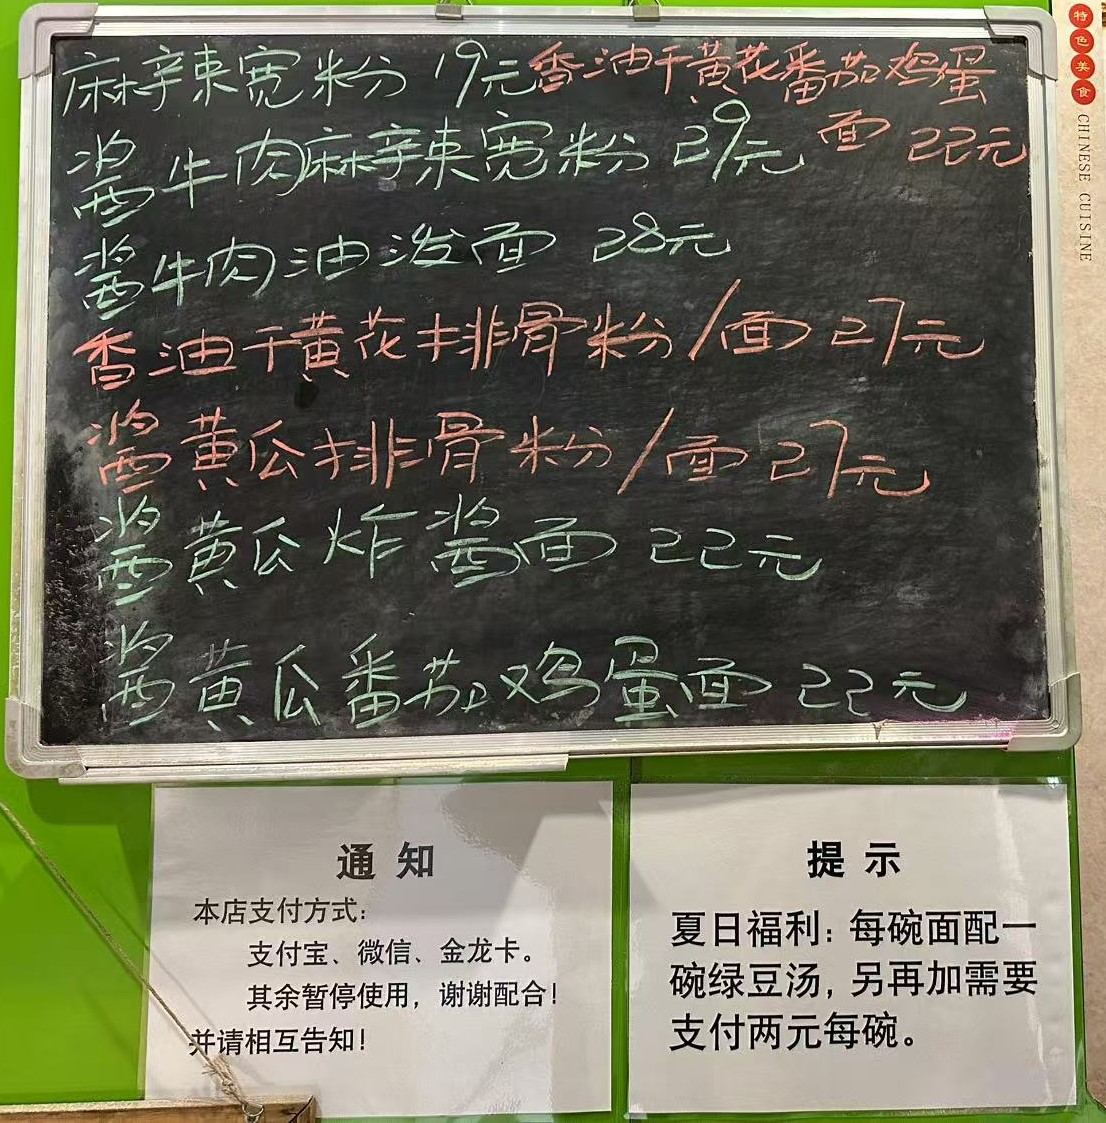 麻辣宽粉 19元
香油干黄花番茄鸡蛋
面 22元
酱牛肉麻辣宽粉 29元
酱牛肉油泼面 28元
香油干黄花排骨粉/面 27元
酱黄瓜排骨粉/面 27元
酱黄瓜炸酱面 22元
酱黄瓜番茄鸡蛋面 22元
特色美食
CHINESE CUISINE
通知
本店支付方式：
支付宝、微信、金龙卡。
其余暂停使用，谢谢配合！
并请相互告知！
提示
夏日福利：每碗面配一
碗绿豆汤，另再加需要
支付两元每碗。